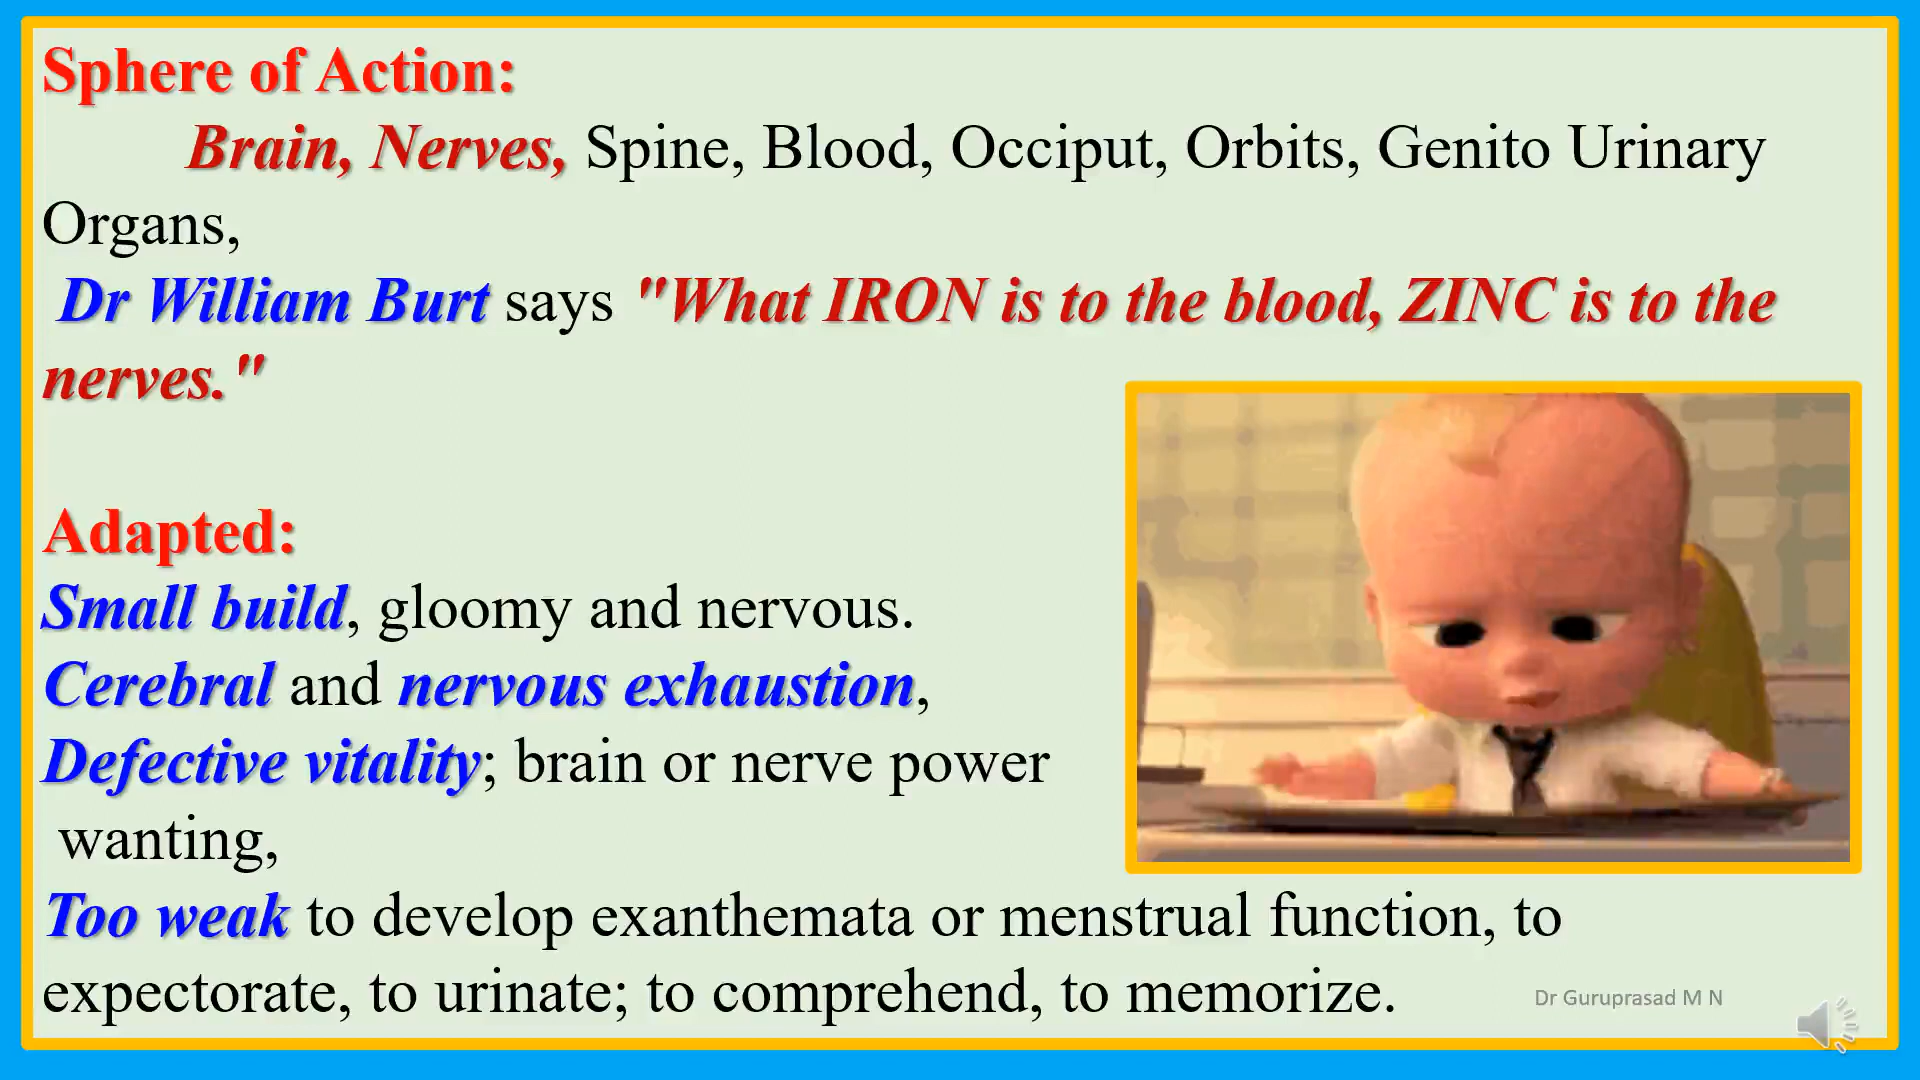 Sphere of Action:
Brain, Nerves, Spine, Blood, Occiput, Orbits, Genito Urinary
Organs,
Dr William Burt says "What IRON is to the blood, ZINC is to the
nerves."
Adapted:
Small build, gloomy and nervous.
Cerebral and nervous exhaustion,
Defective vitality; brain or nerve power
wanting,
Too weak to develop exanthemata or menstrual function, to
expectorate, to urinate; to comprehend, to memorize.
Dr Guruprasad M N